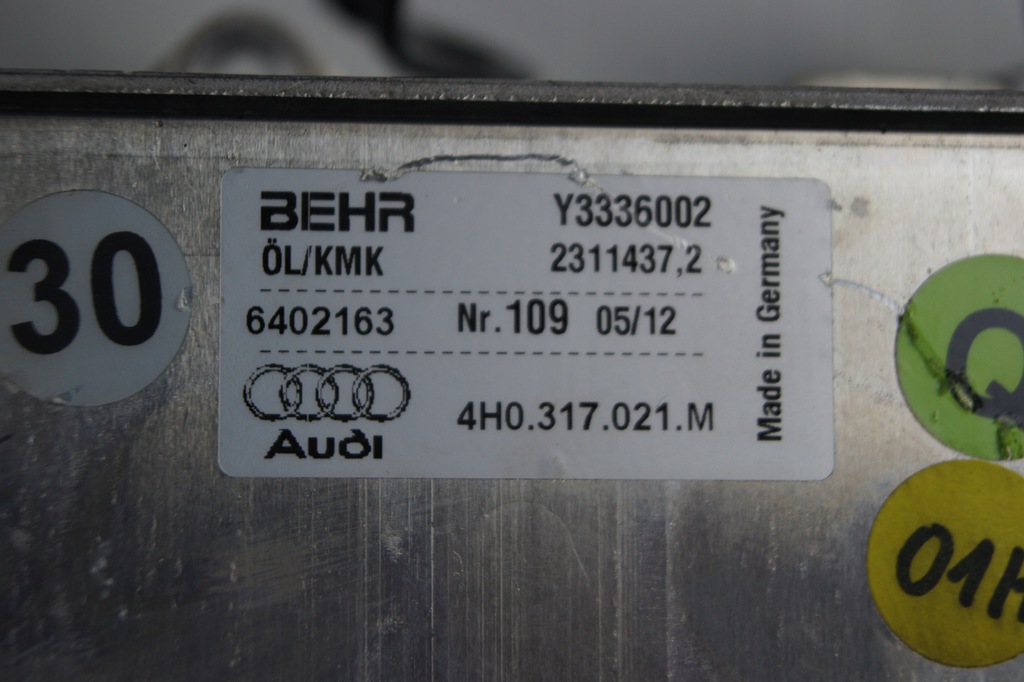 30
BEHR Y3336002
ÖL/KMK 2311437,2
6402163 Nr.109 05/12
Audi
4H0.317.021.M
Made in Germany
Q
01H